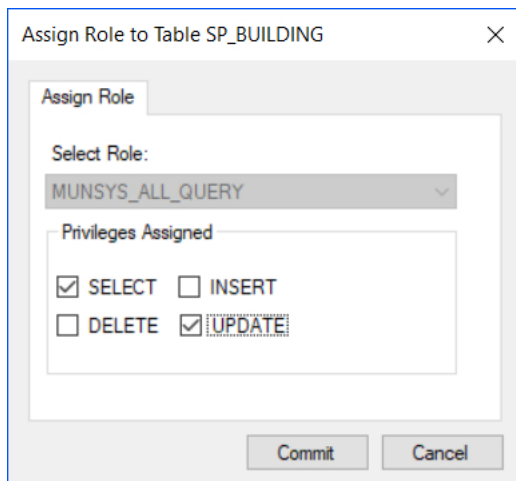 Assign Role to Table SP_BUILDING
Assign Role
Select Role:
MUNSYS_ALL_QUERY
Privileges Assigned
SELECT INSERT
DELETE UPDATE
Commit Cancel